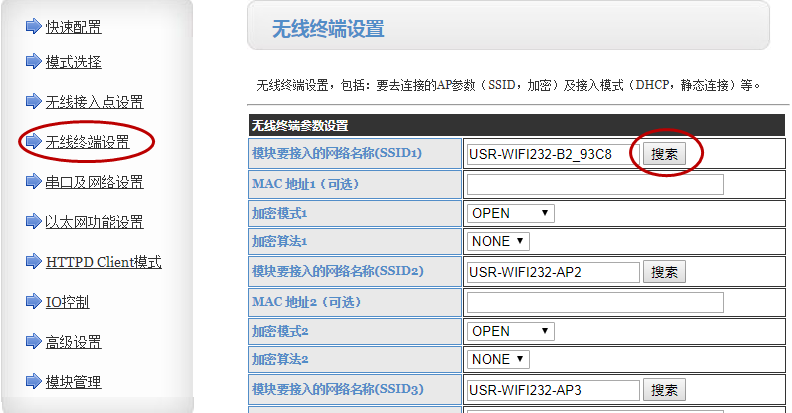 快速配置
模式选择
无线接入点设置
无线终端设置
串口及网络设置
以太网功能设置
HTTPD Client模式
IO控制
高级设置
模块管理
无线终端设置
无线终端设置，包括：要去连接的AP参数（SSID，加密）及接入模式（DHCP，静态连接）等。
无线终端参数设置
模块要接入的网络名称(SSID1) USR-WIFI232-B2_93C8 搜索
MAC 地址1（可选）
加密模式1 OPEN
加密算法1 NONE
模块要接入的网络名称(SSID2) USR-WIFI232-AP2 搜索
MAC 地址2（可选）
加密模式2 OPEN
加密算法2 NONE
模块要接入的网络名称(SSID3) USR-WIFI232-AP3 搜索